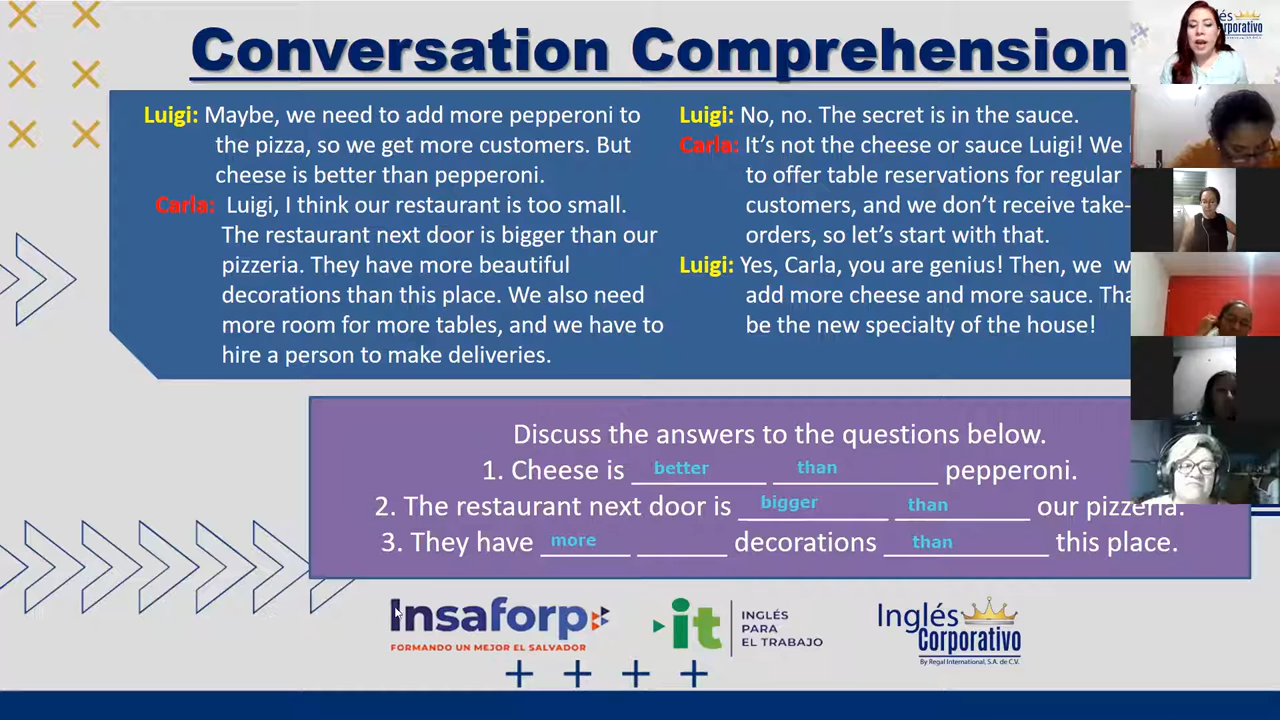 Conversation Comprehension
Luigi: Maybe, we need to add more pepperoni to
the pizza, so we get more customers. But
cheese is better than pepperoni.
Carla: Luigi, I think our restaurant is too small.
The restaurant next door is bigger than our
pizzeria. They have more beautiful
decorations than this place. We also need
more room for more tables, and we have to
hire a person to make deliveries.
Luigi: No, no. The secret is in the sauce.
Carla: It’s not the cheese or sauce Luigi! We
to offer table reservations for regular
customers, and we don’t receive take-
orders, so let’s start with that.
Luigi: Yes, Carla, you are genius! Then, we
add more cheese and more sauce.
be the new specialty of the house!
Discuss the answers to the questions below.
1. Cheese is better than pepperoni.
2. The restaurant next door is bigger than our pizzeria.
3. They have more ______ decorations than this place.
Insaforp
FORMANDO UN MEJOR EL SALVADOR
it
INGLÉS
PARA
EL TRABAJO
Inglés
Corporativo
By Regal International, S.A. de C.V.
Corporativo